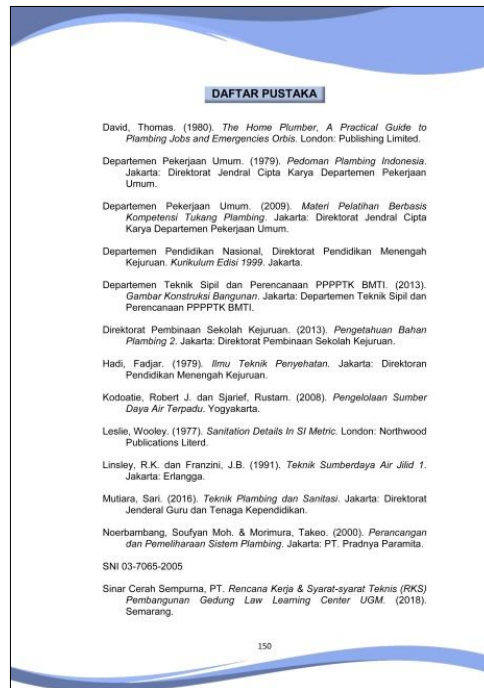 DAFTAR PUSTAKA
David, Thomas. (1980). The Home Plumber, A Practical Guide to
Plambing Jobs and Emergencies Orbis. London: Publishing Limited.
Departemen Pekerjaan Umum. (1979). Pedoman Plambing Indonesia.
Jakarta: Direktorat Jendral Cipta Karya Departemen Pekerjaan
Umum.
Departemen Pekerjaan Umum. (2009). Materi Pelatihan Berbasis
Kompetensi Tukang Plambing. Jakarta: Direktorat Jendral Cipta
Karya Departemen Pekerjaan Umum.
Departemen Pendidikan Nasional, Direktorat Pendidikan Menengah
Kejuruan. Kurikulum Edisi 1999. Jakarta.
Departemen Teknik Sipil dan Perencanaan PPPPTK BMTI. (2013).
Gambar Konstruksi Bangunan. Jakarta: Departemen Teknik Sipil dan
Perencanaan PPPPTK BMTI.
Direktorat Pembinaan Sekolah Kejuruan. (2013). Pengetahuan Bahan
Plambing 2. Jakarta: Direktorat Pembinaan Sekolah Kejuruan.
Hadi, Fadjar. (1979). Ilmu Teknik Penyehatan. Jakarta: Direktoran
Pendidikan Menengah Kejuruan.
Kodoatie, Robert J. dan Sjarief, Rustam. (2008). Pengelolaan Sumber
Daya Air Terpadu. Yogyakarta.
Leslie, Wooley. (1977). Sanitation Details In SI Metric. London: Northwood
Publications Literd.
Linsley, R.K. dan Franzini, J.B. (1991). Teknik Sumberdaya Air Jilid 1.
Jakarta: Erlangga.
Mutiara, Sari. (2016). Teknik Plambing dan Sanitasi. Jakarta: Direktorat
Jenderal Guru dan Tenaga Kependidikan.
Noerbambang, Soufyan Moh. & Morimura, Takeo. (2000). Perancangan
dan Pemeliharaan Sistem Plambing. Jakarta: PT. Pradnya Paramita.
SNI 03-7065-2005
Sinar Cerah Sempurna, PT. Rencana Kerja & Syarat-syarat Teknis (RKS)
Pembangunan Gedung Law Learning Center UGM. (2018).
Semarang.
150